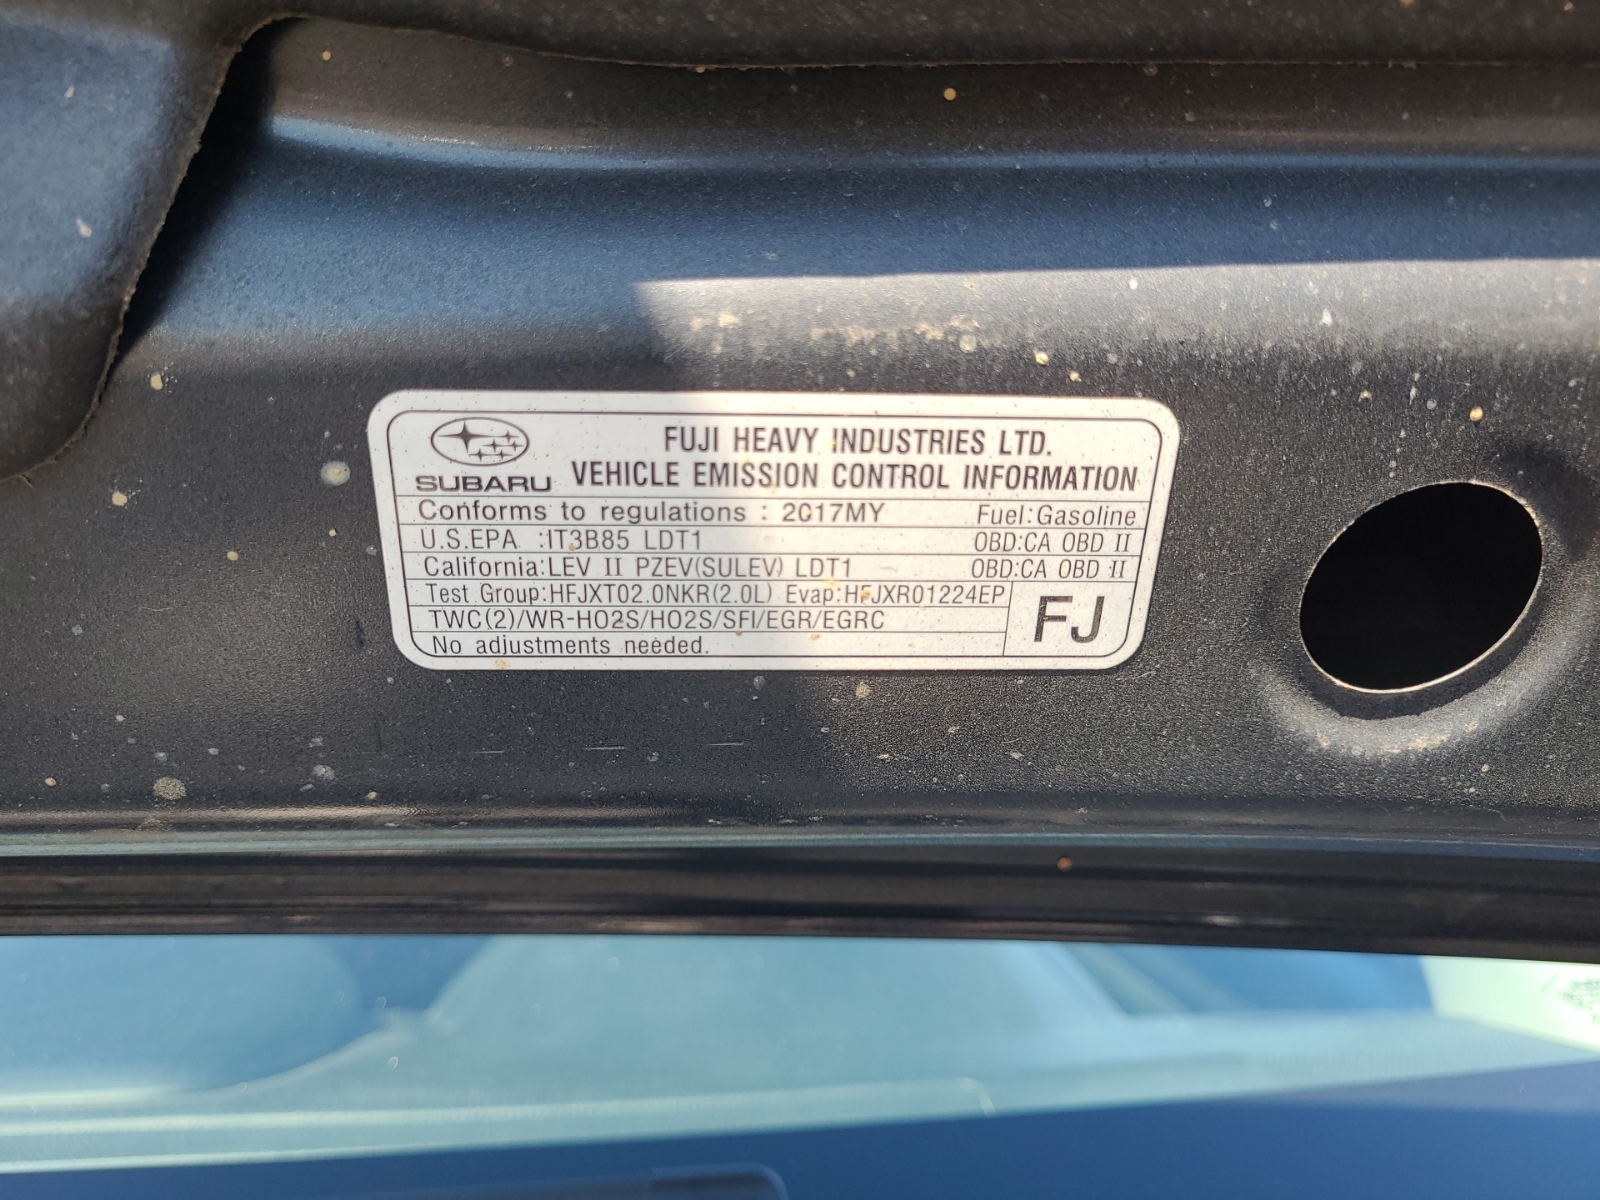 FUJI HEAVY INDUSTRIES LTD.
SUBARU VEHICLE EMISSION CONTROL INFORMATION
Conforms to regulations : 2017MY Fuel:Gasoline
U.S.EPA :IT3B85 LDT1 OBD:CA OBD II
California:LEV II PZEV(SULEV) LDT1 OBD:CA OBD II
Test Group:HFJXT02.0NKR(2.0L) Evap:HFJXR01224EP
TWC(2)/WR-HO2S/HO2S/SFI/EGR/EGRC
FJ
No adjustments needed.